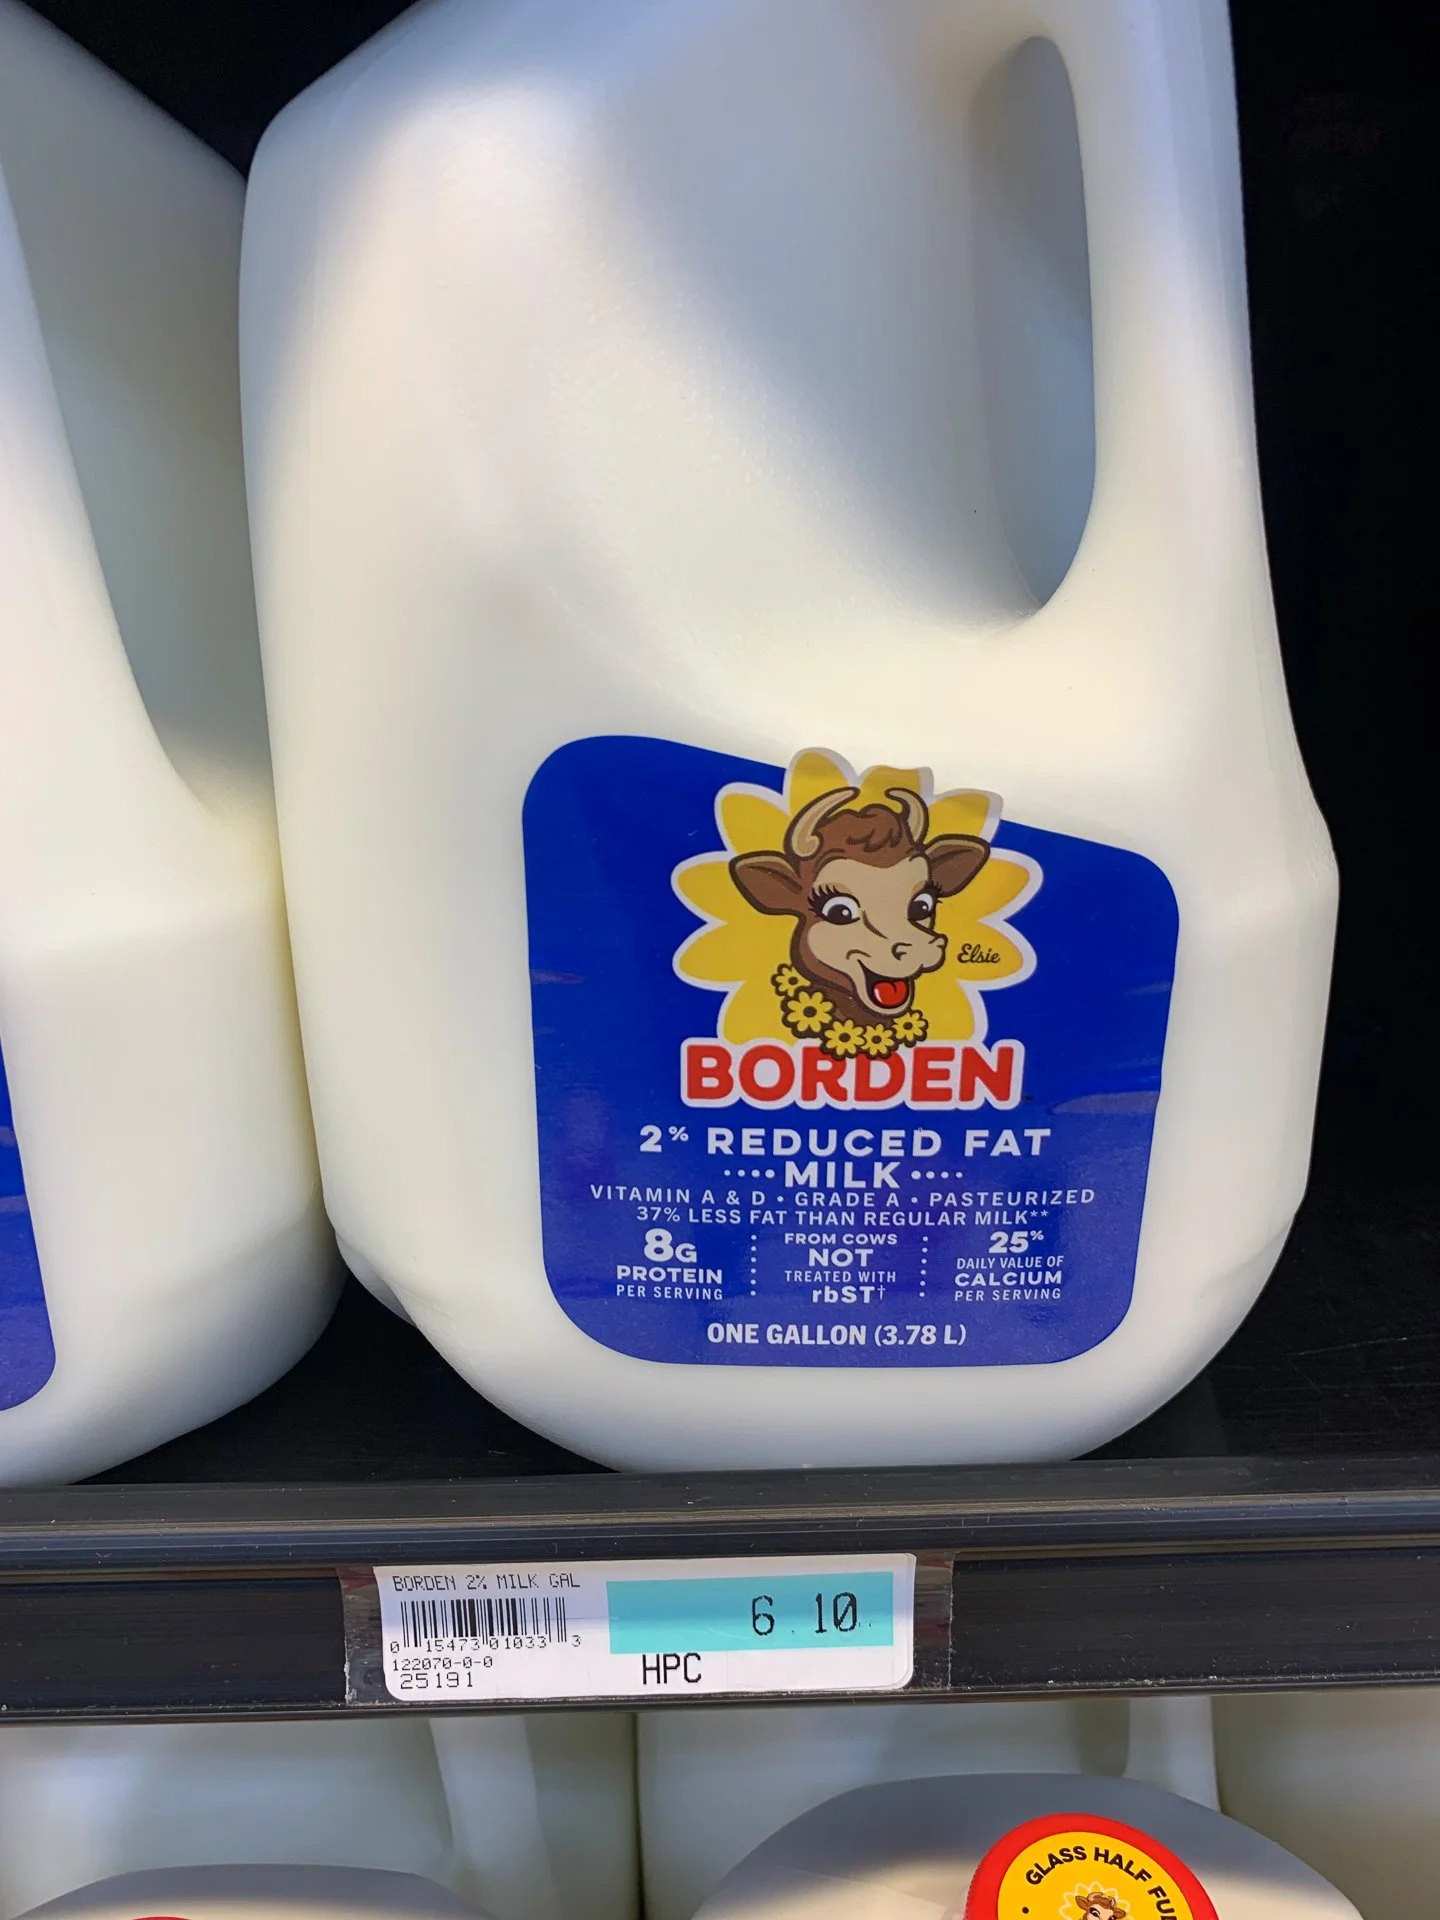 Elsie
BORDEN
2% REDUCED FAT
MILK
VITAMIN A & D • GRADE A • PASTEURIZED
37% LESS FAT THAN REGULAR MILK**
8G
PROTEIN
PER SERVING
FROM COWS
NOT
TREATED WITH
rbST†
25%
DAILY VALUE OF
CALCIUM
PER SERVING
ONE GALLON (3.78 L)
BORDEN 2% MILK GAL
0 15473 01033 3
122070-0-0
25191
6.10
HPC
GLASS HALF FU